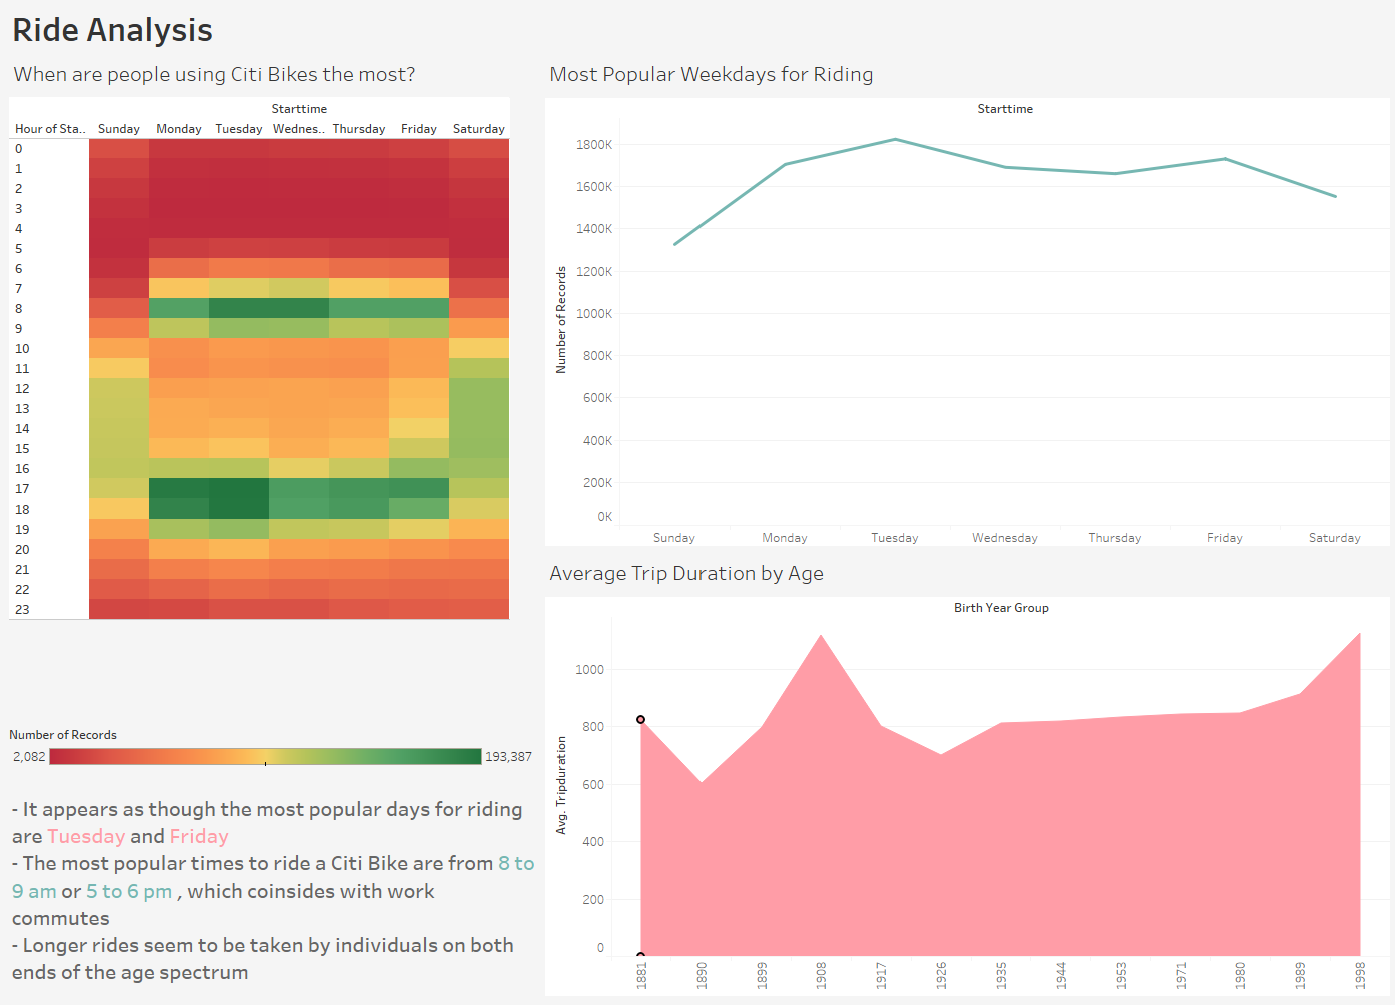 Ride Analysis
When are people using Citi Bikes the most?
Starttime
Hour of Sta.. Sunday Monday Tuesday Wednes.. Thursday Friday Saturday
0
1
2
3
4
5
6
7
8
9
10
11
12
13
14
15
16
17
18
19
20
21
22
23
Number of Records
2,082 193,387
- It appears as though the most popular days for riding
are Tuesday and Friday
- The most popular times to ride a Citi Bike are from 8 to
9 am or 5 to 6 pm , which coinsides with work
commutes
- Longer rides seem to be taken by individuals on both
ends of the age spectrum
Most Popular Weekdays for Riding
Starttime
Number of Records
1800K
1600K
1400K
1200K
1000K
800K
600K
400K
200K
0K
Sunday Monday Tuesday Wednesday Thursday Friday Saturday
Average Trip Duration by Age
Birth Year Group
Avg. Tripduration
1000
800
600
400
200
0
1881 1890 1899 1908 1917 1926 1935 1944 1953 1971 1980 1989 1998